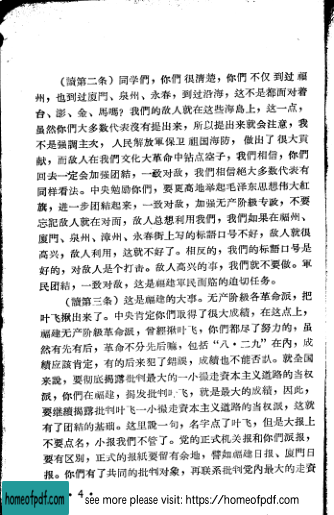 (讀第二条) 同学們，你們很清楚，你們不仅到过福
州，也到过廈門、泉州、永春，到过沿海，这不是都面对着
台、澎、金、馬嗎？我們的敌人就在这些海島上，这一点，
虽然你們大多数代表沒有提出来，所以提出来就会注意，我
不是强調主次，人民解放軍保卫祖国海防，做出了很大貢
献，而敌人在我們文化大革命中钻点空子，我們相信，你們
回去一定会加强团結，一致对敌，我們相信絕大多数代表有
同样看法。中央勉励你們，要更高地举起毛泽东思想伟大紅
旗，进一步团結起来，一致对敌，加强无产阶級专政，不要
忘記敌人就在对面，敌人总想利用我們，我們如果在福州、
廈門、泉州、漳州、永春街上写的标語口号不好，敌人就很
高兴，敌人利用，这就不好了。相反的，我們的标語口号是
好的，对敌人是个打击。敌人高兴的事，我們就不要做。軍
民团結，一致对敌，这是福建軍民面临的迫切任务。
(讀第三条) 这是福建的大事。无产阶級各革命派，把
叶飞揪出来了。中央肯定你們取得了很大成績，在这点上，
福建无产阶級革命派，曾經揪叶飞，你們都尽了努力的，虽
然有先有后，革命不分先后嘛，包括“八·二九”在內，成
績应該肯定，有的后来犯了錯誤，成績也不能否認。就全国
来說，要彻底揭露批判最大的一小撮走資本主义道路的当权
派，你們在福建，揭发批判叶飞，就是最大的成績，因此，
要继續揭露批判叶飞一小撮走資本主义道路的当权派，这就
有了团結的基础。这里說一句，名字点了叶飞，但是大报上
不要点名，小报我們不管了。党的正式机关报和你們派报，
要有区別，正式的报紙要留有余地，譬如福建日报、廈門日
报。你們有了共同的批判对象，再联系批判党內最大的走資
· 4 ·
homeofpdf.com
see more please visit: https://homeofpdf.com